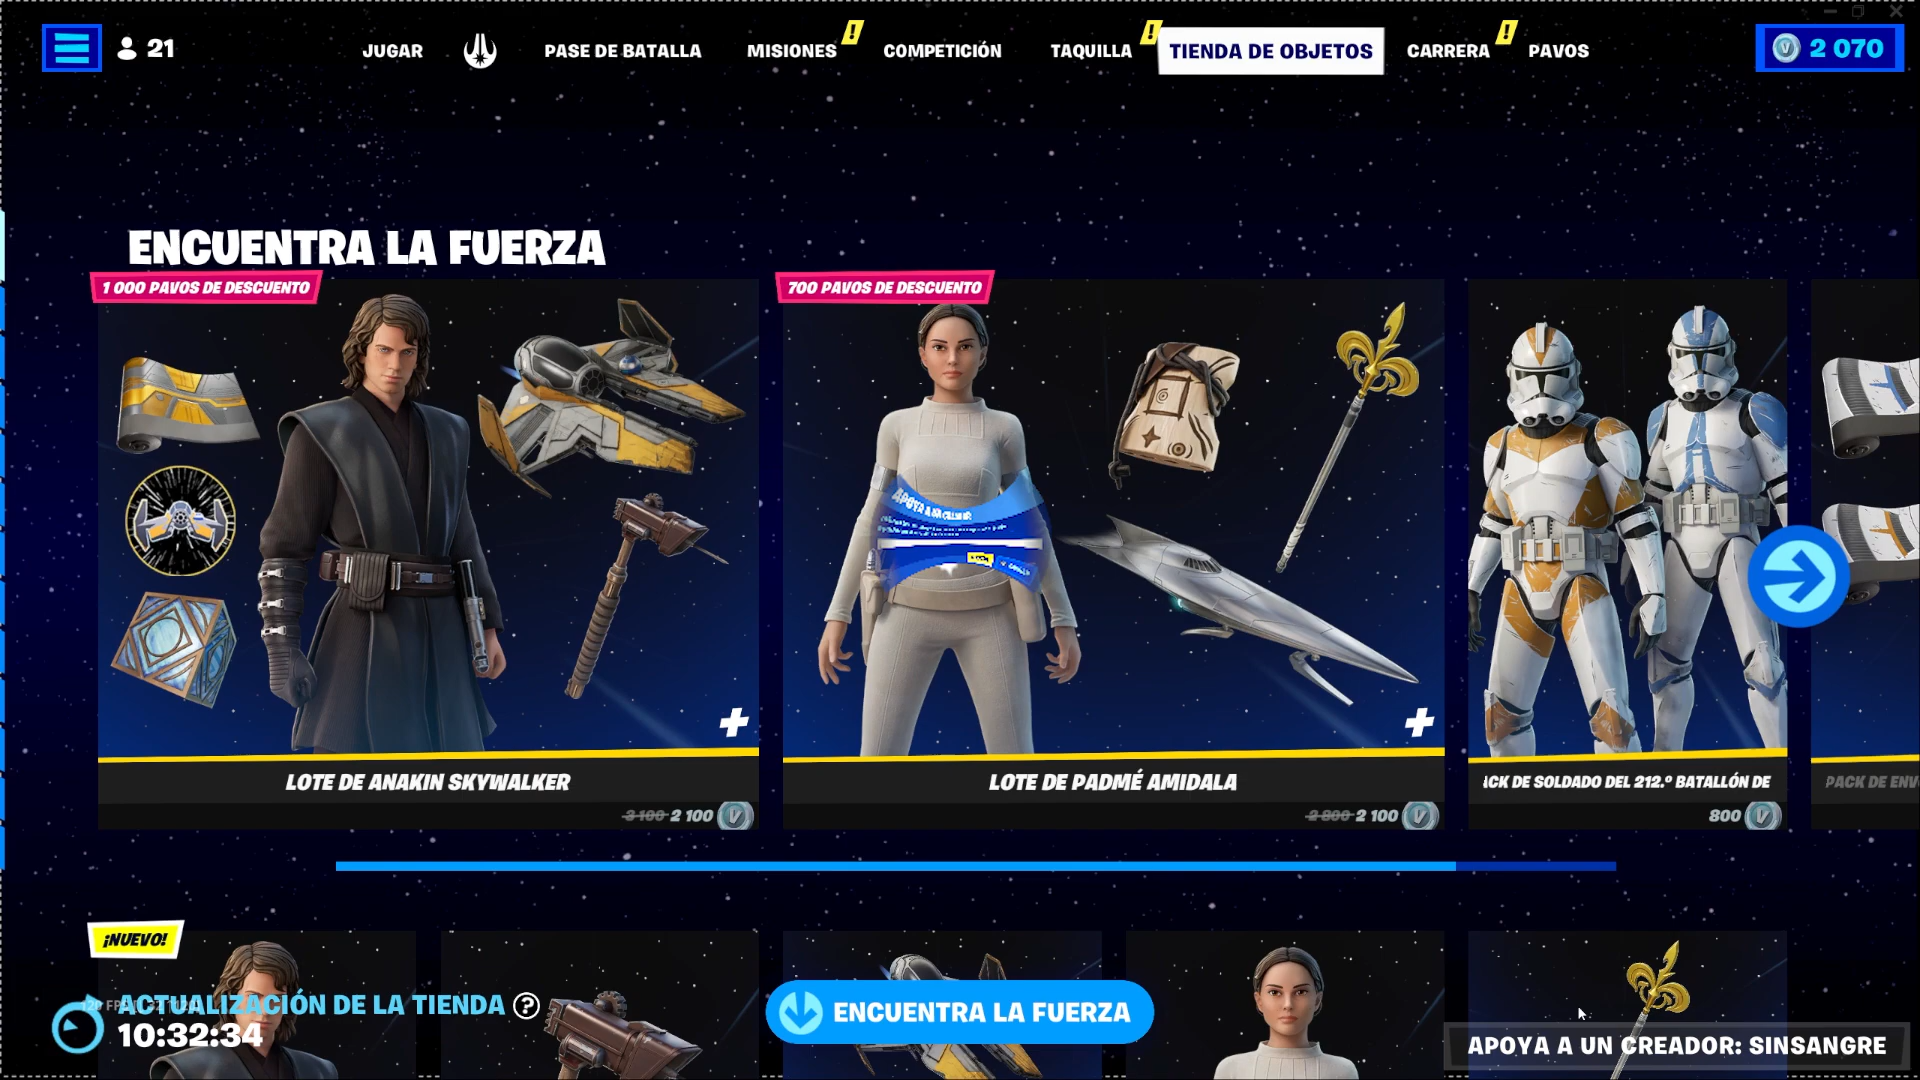 21
JUGAR
PASE DE BATALLA
MISIONES
COMPETICIÓN
TAQUILLA
TIENDA DE OBJETOS
CARRERA
PAVOS
2 070
ENCUENTRA LA FUERZA
1 000 PAVOS DE DESCUENTO
700 PAVOS DE DESCUENTO
LOTE DE ANAKIN SKYWALKER
3 100 2 100
LOTE DE PADMÉ AMIDALA
2 800 2 100
ACK DE SOLDADO DEL 212.º BATALLÓN DE
800
PACK DE ENV
¡NUEVO!
ACTUALIZACIÓN DE LA TIENDA ?
10:32:34
ENCUENTRA LA FUERZA
APOYA A UN CREADOR: SINSANGRE